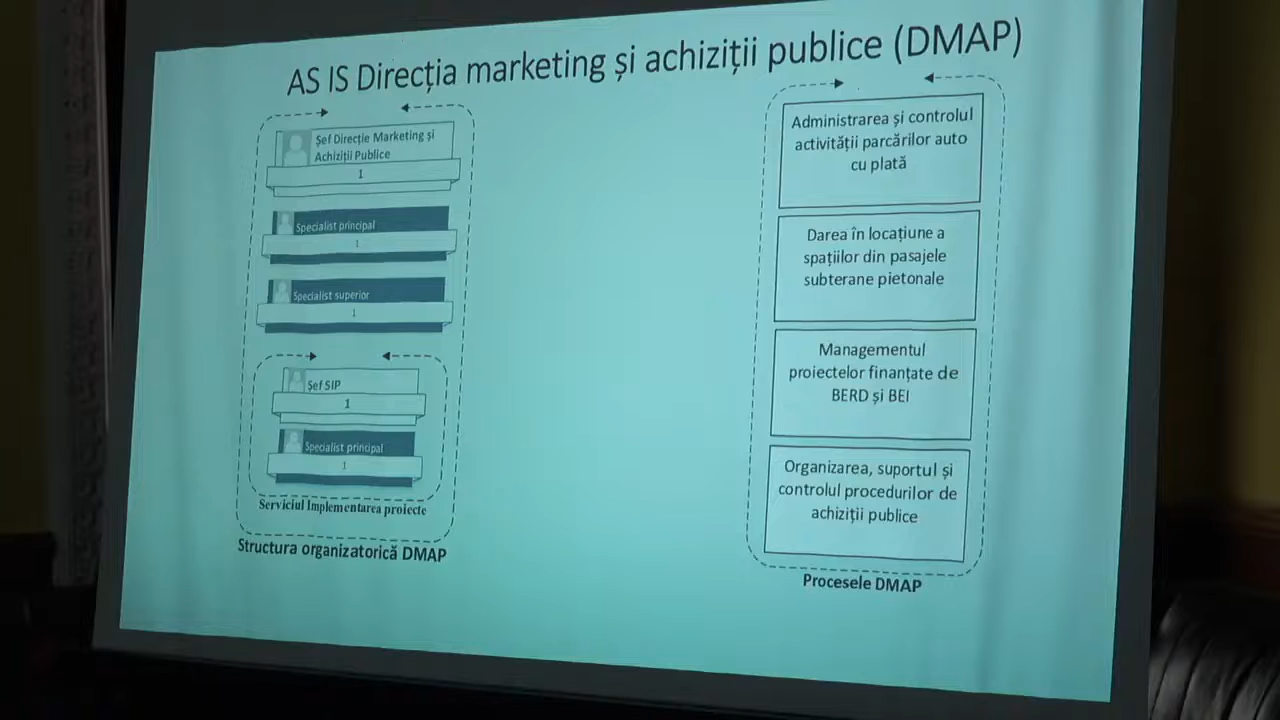 AS IS Direcția marketing și achiziții publice (DMAP)
Șef Direcție Marketing și
Achiziții Publice
1
Specialist principal
1
Specialist superior
1
Șef SIP
1
Specialist principal
1
Serviciul Implementarea proiecte
Structura organizatorică DMAP
Administrarea și controlul
activității parcărilor auto
cu plată
Darea în locațiune a
spațiilor din pasajele
subterane pietonale
Managementul
proiectelor finanțate de
BERD și BEI
Organizarea, suportul și
controlul procedurilor de
achiziții publice
Procesele DMAP